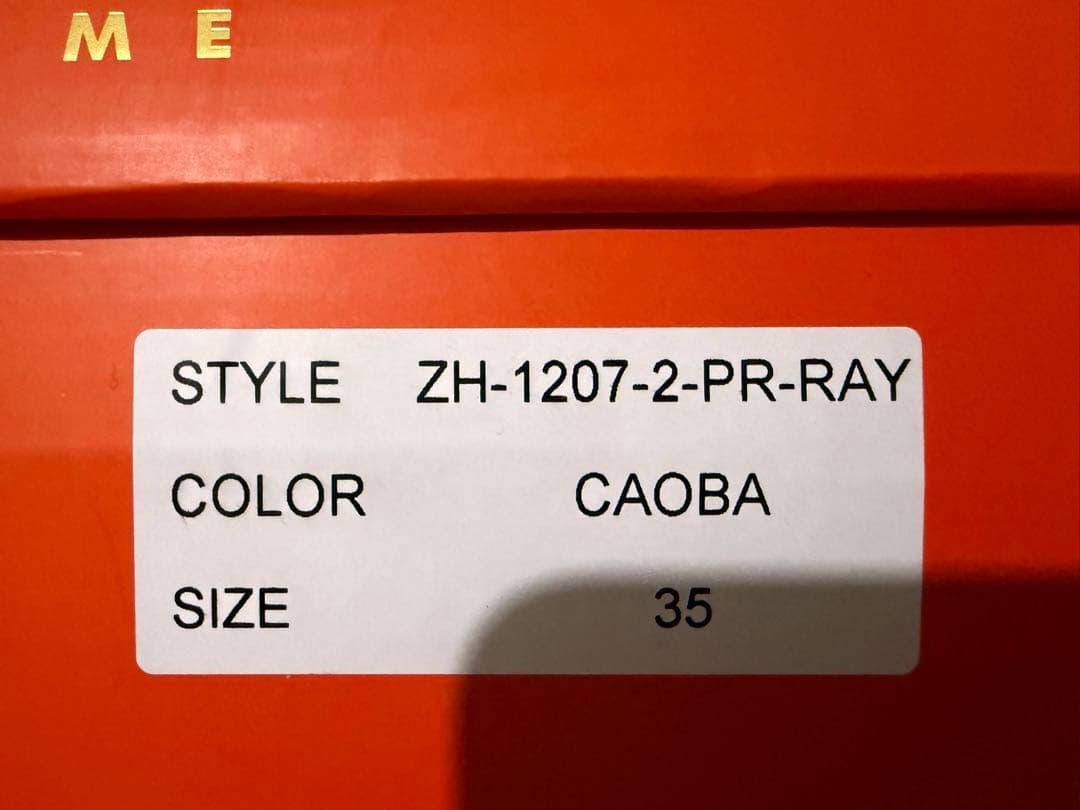 M E
STYLE ZH-1207-2-PR-RAY
COLOR CAOBA
SIZE 35